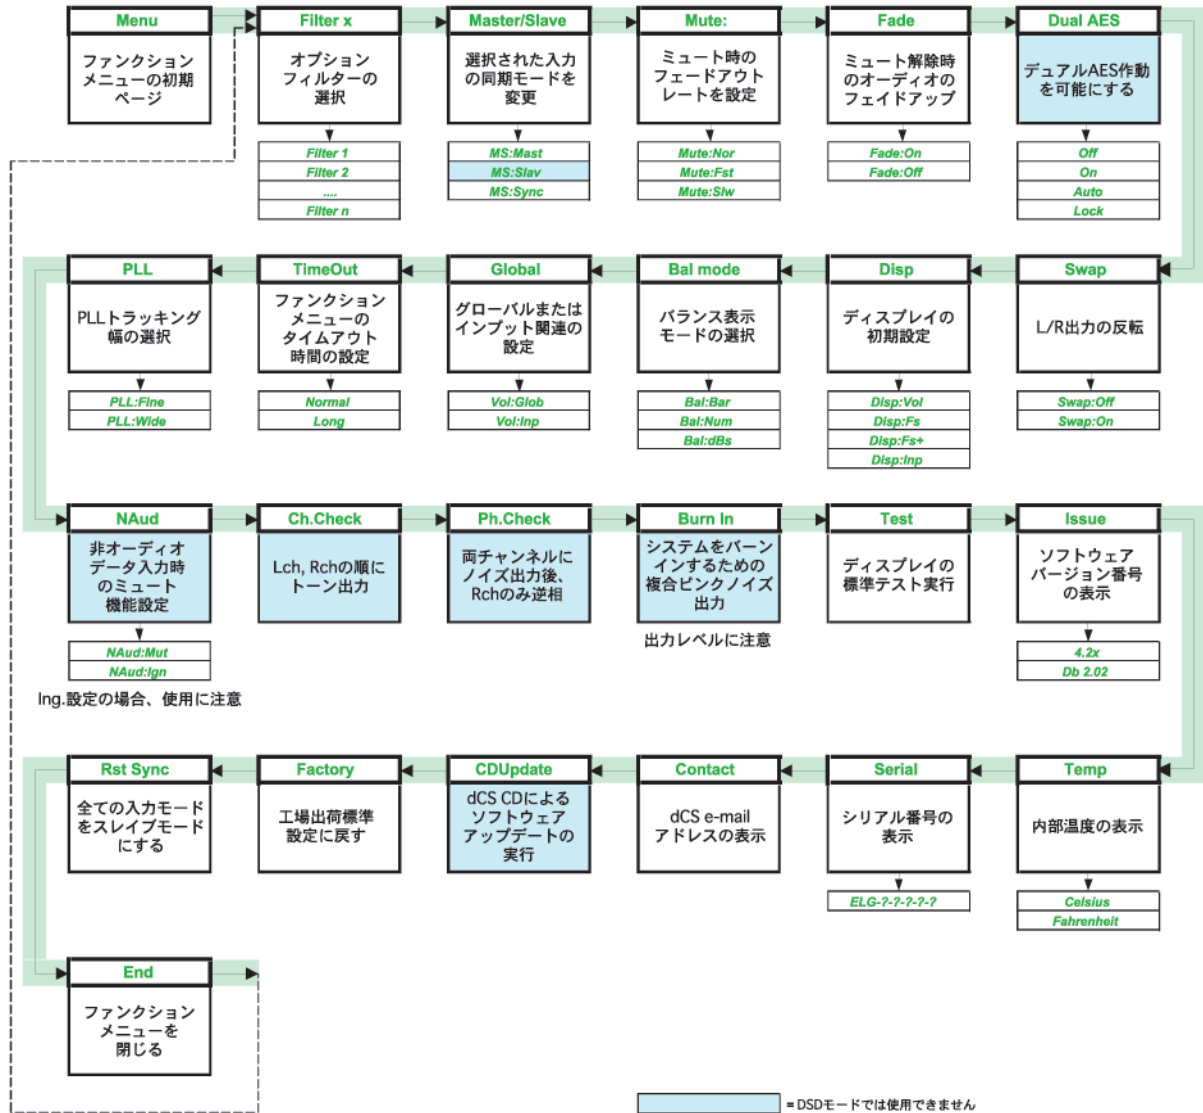 Menu
ファンクション
メニューの初期
ページ
Filter x
オプション
フィルターの
選択
Filter 1
Filter 2
....
Filter n
Master/Slave
選択された入力
の同期モードを
変更
MS:Mast
MS:Slav
MS:Sync
Mute:
ミュート時の
フェードアウト
レートを設定
Mute:Nor
Mute:Fst
Mute:Slw
Fade
ミュート解除時
のオーディオの
フェイドアップ
Fade:On
Fade:Off
Dual AES
デュアルAES作動
を可能にする
Off
On
Auto
Lock
Swap
L/R出力の反転
Swap:Off
Swap:On
Disp
ディスプレイの
初期設定
Disp:Vol
Disp:Fs
Disp:Fs+
Disp:Inp
Bal mode
バランス表示
モードの選択
Bal:Bar
Bal:Num
Bal:dBs
Global
グローバルまたは
インプット関連の
設定
Vol:Glob
Vol:Inp
TimeOut
ファンクション
メニューの
タイムアウト
時間の設定
Normal
Long
PLL
PLLトラッキング
幅の選択
PLL:Fine
PLL:Wide
NAud
非オーディオ
データ入力時
のミュート
機能設定
NAud:Mut
NAud:Ign
Ing.設定の場合、使用に注意
Ch.Check
Lch, Rchの順に
トーン出力
Ph.Check
両チャンネルに
ノイズ出力後、
Rchのみ逆相
Burn In
システムをバーン
インするための
複合ピンクノイズ
出力
出力レベルに注意
Test
ディスプレイの
標準テスト実行
Issue
ソフトウェア
バージョン番号
の表示
4.2x
Db 2.02
Temp
内部温度の表示
Celsius
Fahrenheit
Serial
シリアル番号の
表示
ELG-?-?-?-?-?
Contact
dCS e-mail
アドレスの表示
CDUpdate
dCS CDによる
ソフトウェア
アップデートの
実行
Factory
工場出荷標準
設定に戻す
Rst Sync
全ての入力モード
をスレイブモード
にする
End
ファンクション
メニューを
閉じる
= DSDモードでは使用できません